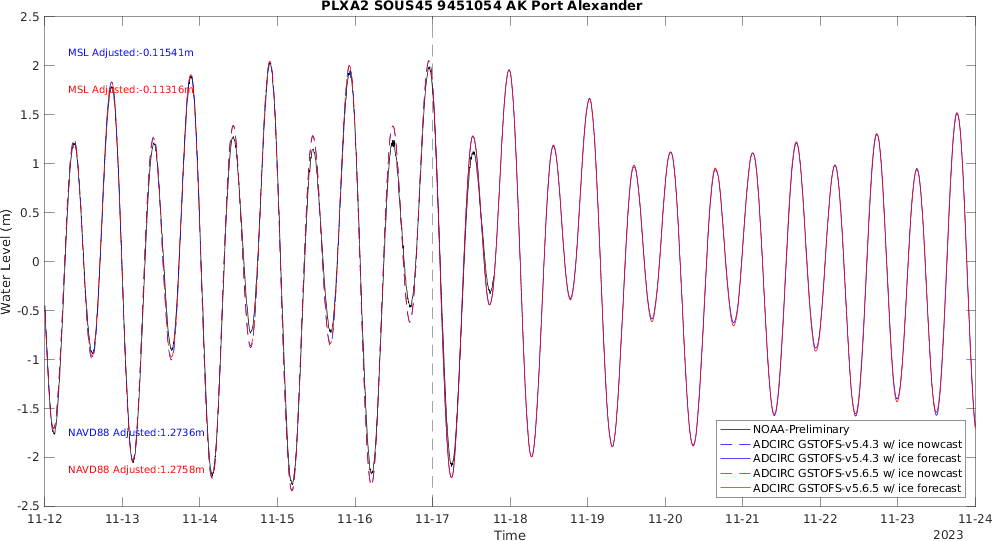 PLXA2 SOUS45 9451054 AK Port Alexander
2.5
2
1.5
1
0.5
0
-0.5
-1
-1.5
-2
-2.5
Water Level (m)
MSL Adjusted:-0.11541m
MSL Adjusted:-0.11316m
NAVD88 Adjusted:1.2736m
NAVD88 Adjusted:1.2758m
NOAA-Preliminary
ADCIRC GSTOFS-v5.4.3 w/ ice nowcast
ADCIRC GSTOFS-v5.4.3 w/ ice forecast
ADCIRC GSTOFS-v5.6.5 w/ ice nowcast
ADCIRC GSTOFS-v5.6.5 w/ ice forecast
11-12 11-13 11-14 11-15 11-16 11-17 11-18 11-19 11-20 11-21 11-22 11-23 11-24
Time
2023